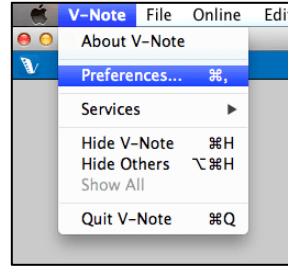 V-Note File Online Edi
About V-Note
Preferences... ⌘,
Services ▶
Hide V-Note ⌘H
Hide Others ⌥⌘H
Show All
Quit V-Note ⌘Q